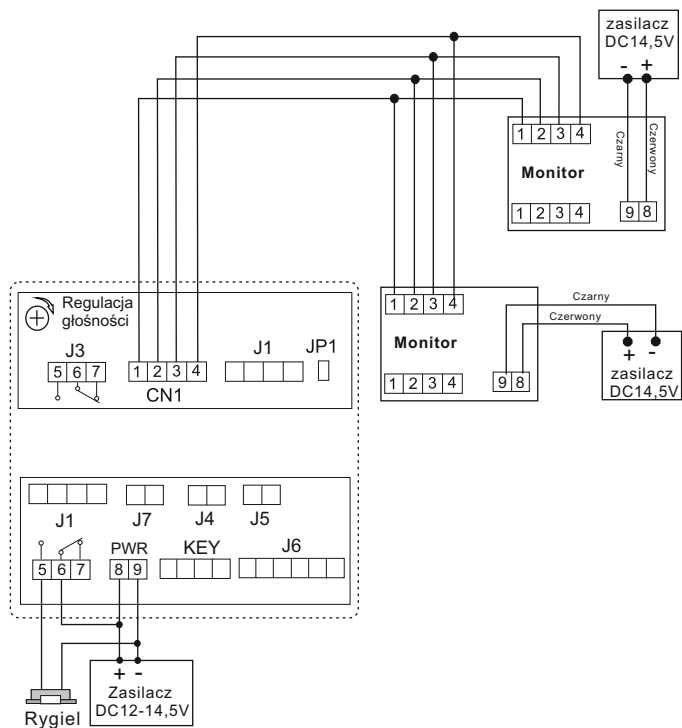 zasilacz
DC14,5V
- +
Czarny
Czerwony
1 2 3 4
Monitor
1 2 3 4
9 8
Regulacja
głośności
J3
5 6 7
1 2 3 4
CN1
J1
JP1
1 2 3 4
Monitor
1 2 3 4
9 8
Czarny
Czerwony
+ -
zasilacz
DC14,5V
J1
J7
J4
J5
5 6 7
PWR
8 9
KEY
J6
+ -
Zasilacz
DC12-14,5V
Rygiel